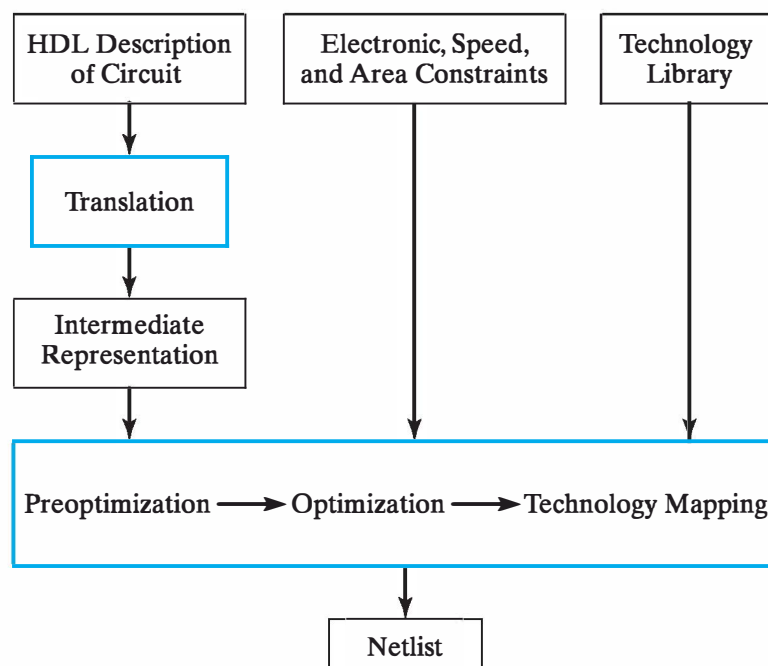 HDL Description
of Circuit
Electronic, Speed,
and Area Constraints
Technology
Library
Translation
Intermediate
Representation
Preoptimization
Optimization
Technology Mapping
Netlist